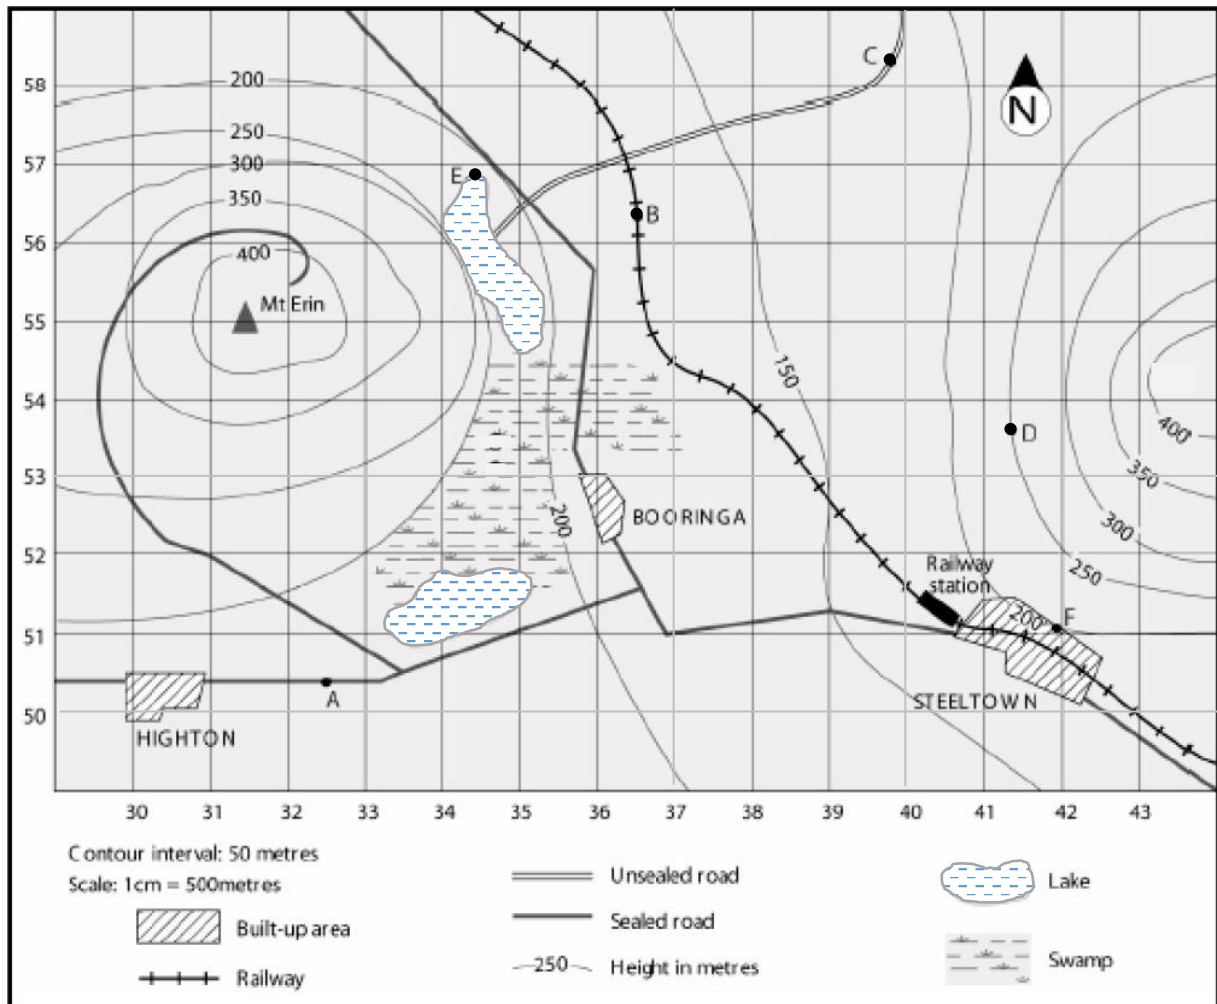 58
57
56
55
54
53
52
51
50
200
250
300
350
400
Mt Erin
E
B
C
N
150
D
400
350
300
250
200
BOORINGA
Railway
station
200
F
STEELTOWN
A
HIGHTON
30 31 32 33 34 35 36 37 38 39 40 41 42 43
Contour interval: 50 metres
Scale: 1cm = 500metres
Built-up area
Railway
Unsealed road
Sealed road
250
Height in metres
Lake
Swamp